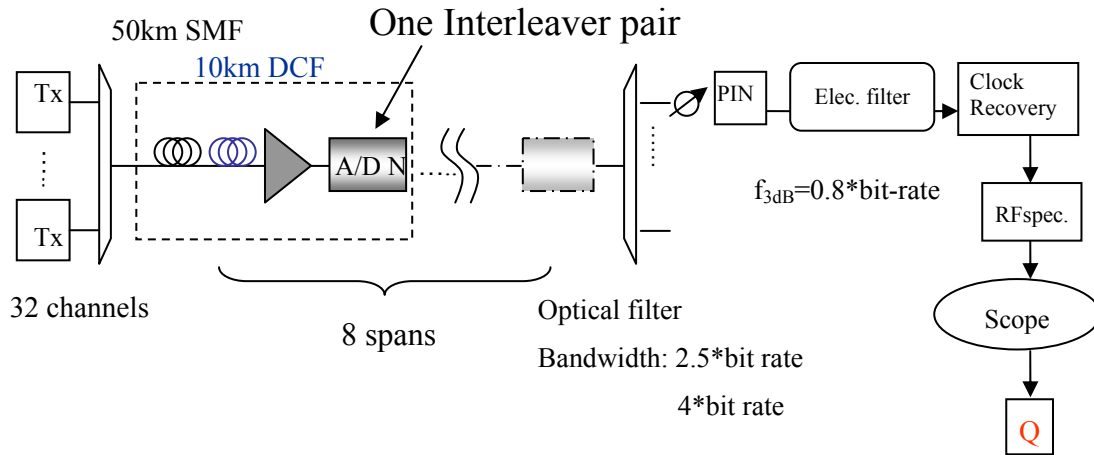 One Interleaver pair
50km SMF
10km DCF
Tx
Tx
32 channels
A/D N
8 spans
Optical filter
Bandwidth: 2.5*bit rate
4*bit rate
PIN
Elec. filter
f3dB=0.8*bit-rate
Clock
Recovery
RFspec.
Scope
Q